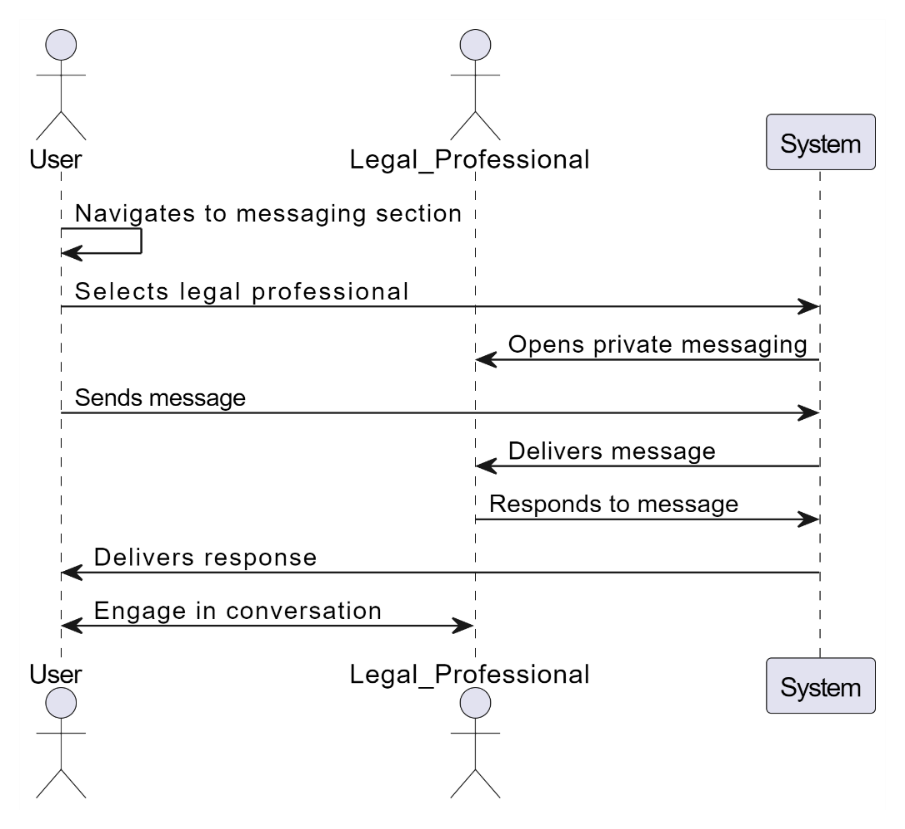 User
Legal_Professional
System
Navigates to messaging section
Selects legal professional
Opens private messaging
Sends message
Delivers message
Responds to message
Delivers response
Engage in conversation
User
Legal_Professional
System